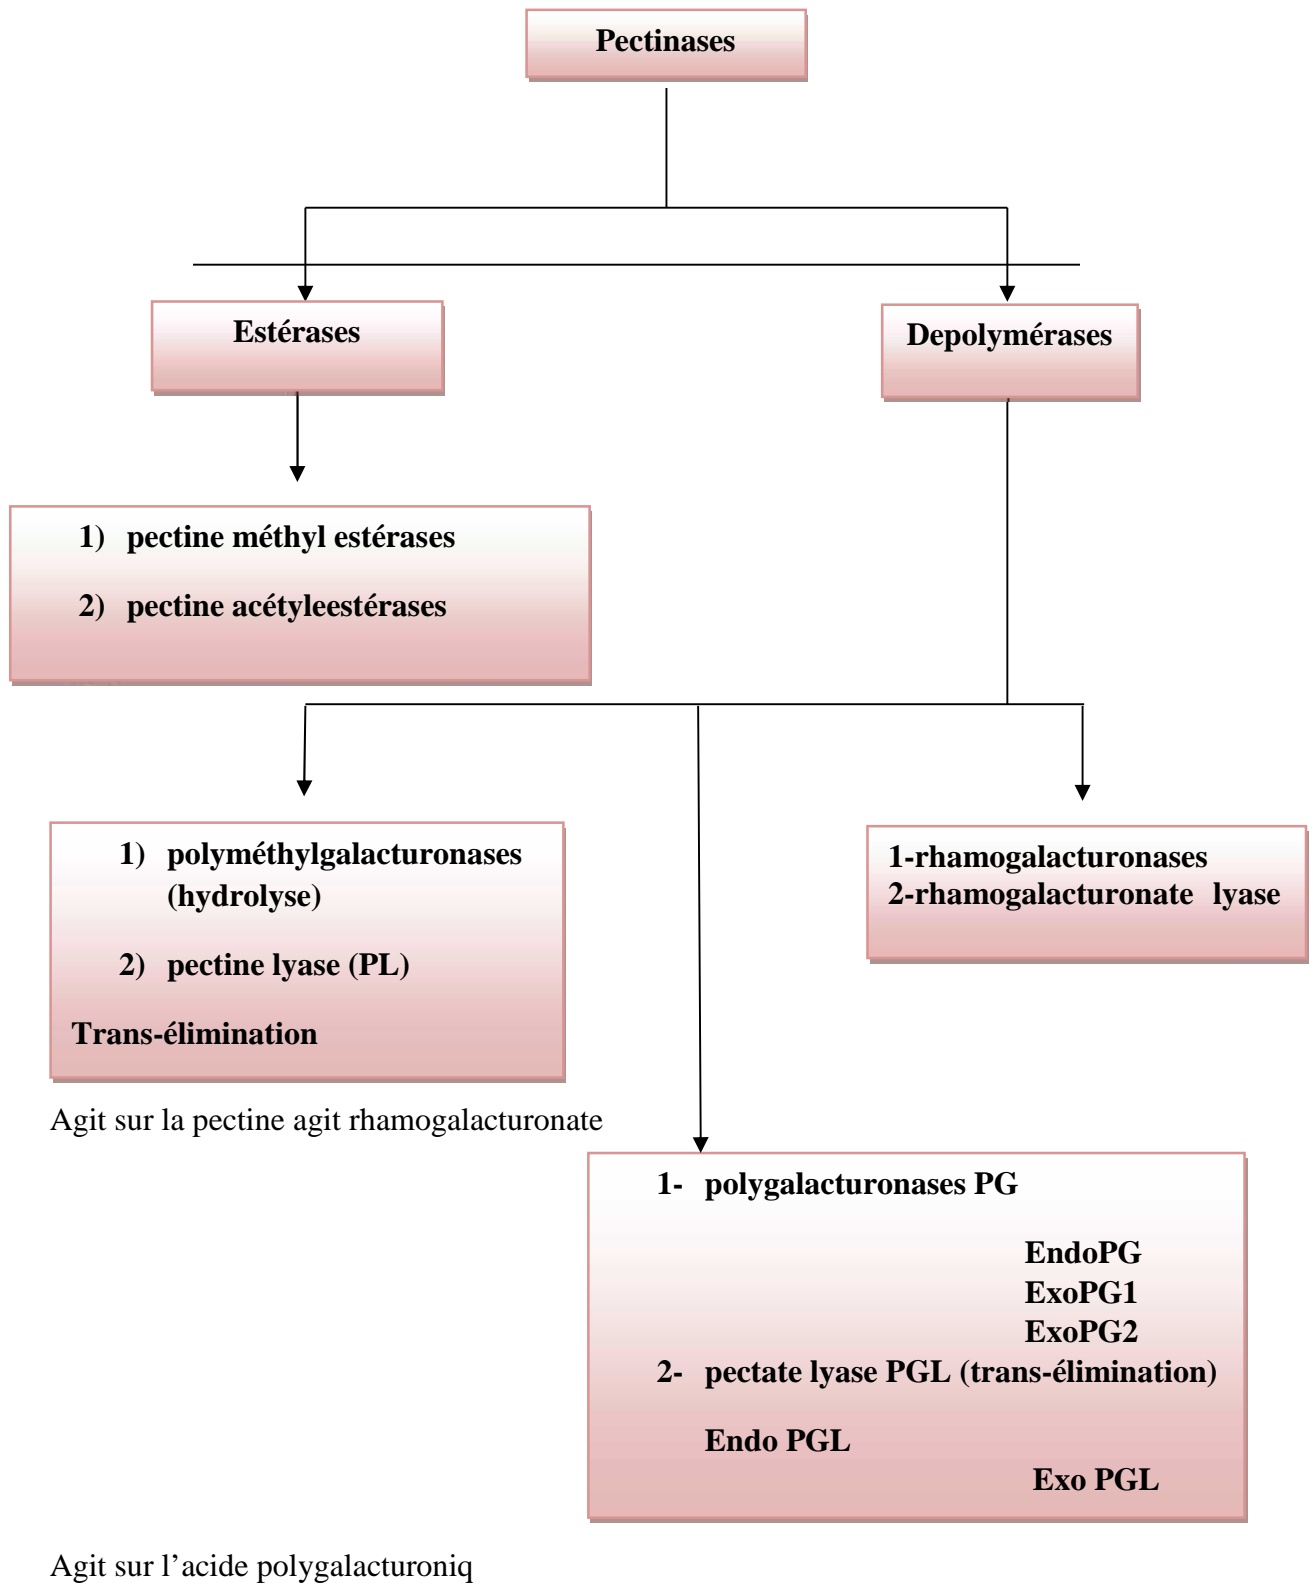 Pectinases
Estérases
Depolymérases
1) pectine méthyl estérases
2) pectine acétyleestérases
1) polyméthylgalacturonases
(hydrolyse)
2) pectine lyase (PL)
Trans-élimination
1-rhamogalacturonases
2-rhamogalacturonate lyase
Agit sur la pectine agit rhamogalacturonate
1- polygalacturonases PG
EndoPG
ExoPG1
ExoPG2
2- pectate lyase PGL (trans-élimination)
Endo PGL
Exo PGL
Agit sur l’acide polygalacturoniq